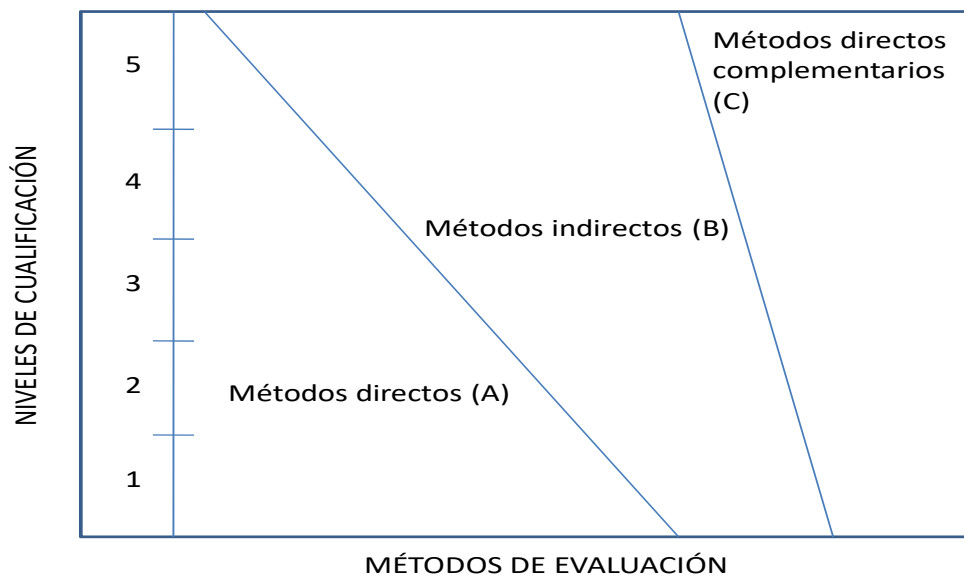 NIVELES DE CUALIFICACIÓN
5
4
3
2
1
Métodos directos
complementarios
(C)
Métodos indirectos (B)
Métodos directos (A)
MÉTODOS DE EVALUACIÓN